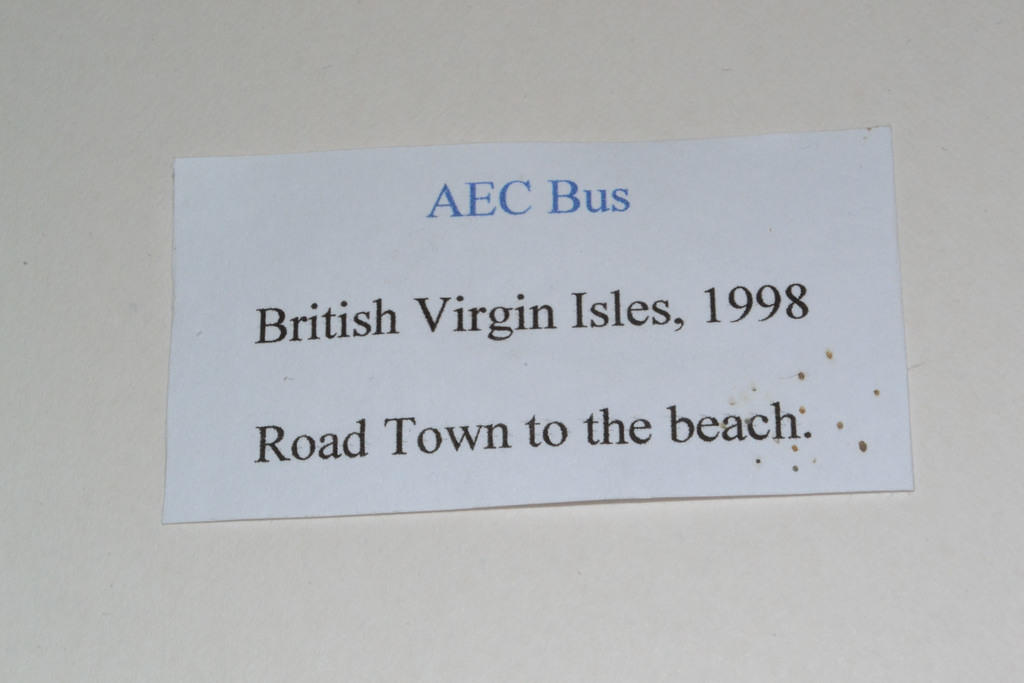 AEC Bus
British Virgin Isles, 1998
Road Town to the beach.